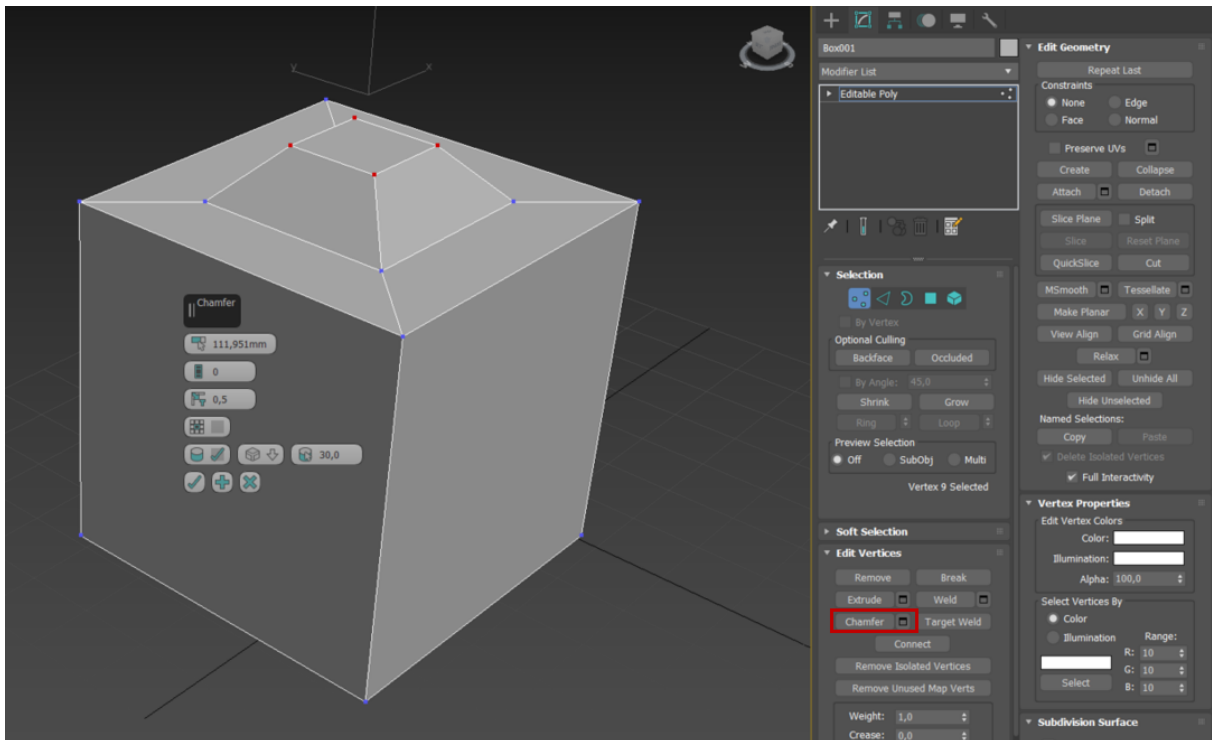 y
x
Chamfer
111,951mm
0
0,5
30,0
Box001
Modifier List
Editable Poly
Selection
By Vertex
Optional Culling
Backface Occluded
By Angle: 45,0
Shrink Grow
Ring Loop
Preview Selection
Off SubObj Multi
Vertex 9 Selected
Soft Selection
Edit Vertices
Remove Break
Extrude Weld
Chamfer Target Weld
Connect
Remove Isolated Vertices
Remove Unused Map Verts
Weight: 1,0
Crease: 0,0
Edit Geometry
Repeat Last
Constraints
None Edge
Face Normal
Preserve UVs
Create Collapse
Attach Detach
Slice Plane Split
Slice Reset Plane
QuickSlice Cut
MSmooth Tessellate
Make Planar X Y Z
View Align Grid Align
Relax
Hide Selected Unhide All
Hide Unselected
Named Selections:
Copy Paste
Delete Isolated Vertices
Full Interactivity
Vertex Properties
Edit Vertex Colors
Color:
Illumination:
Alpha: 100,0
Select Vertices By
Color
Illumination Range:
R: 10
G: 10
Select B: 10
Subdivision Surface